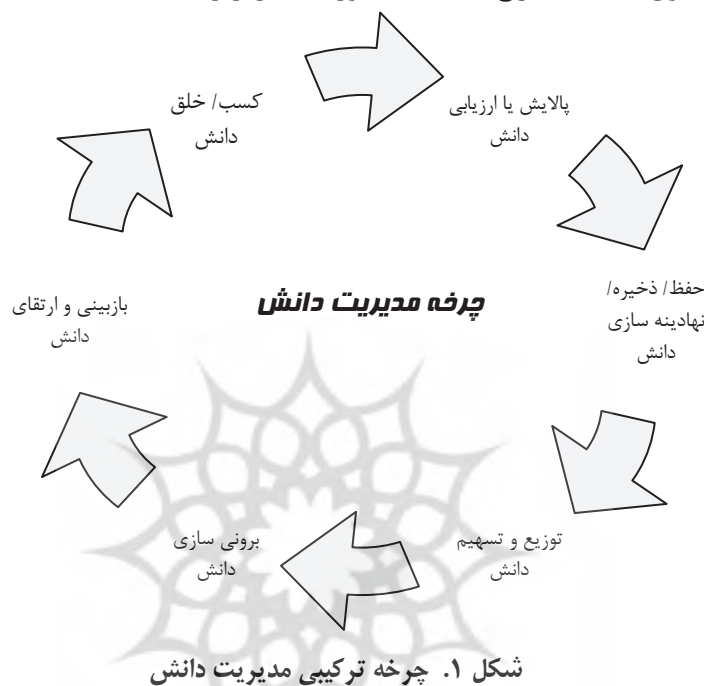 کسب/ خلق
دانش
پالایش یا ارزیابی
دانش
حفظ/ ذخیره/
نهادینه سازی
دانش
چرخه مدیریت دانش
بازبینی و ارتقای
دانش
توزیع و تسهیم
دانش
برونی سازی
دانش
شکل ۱. چرخه ترکیبی مدیریت دانش